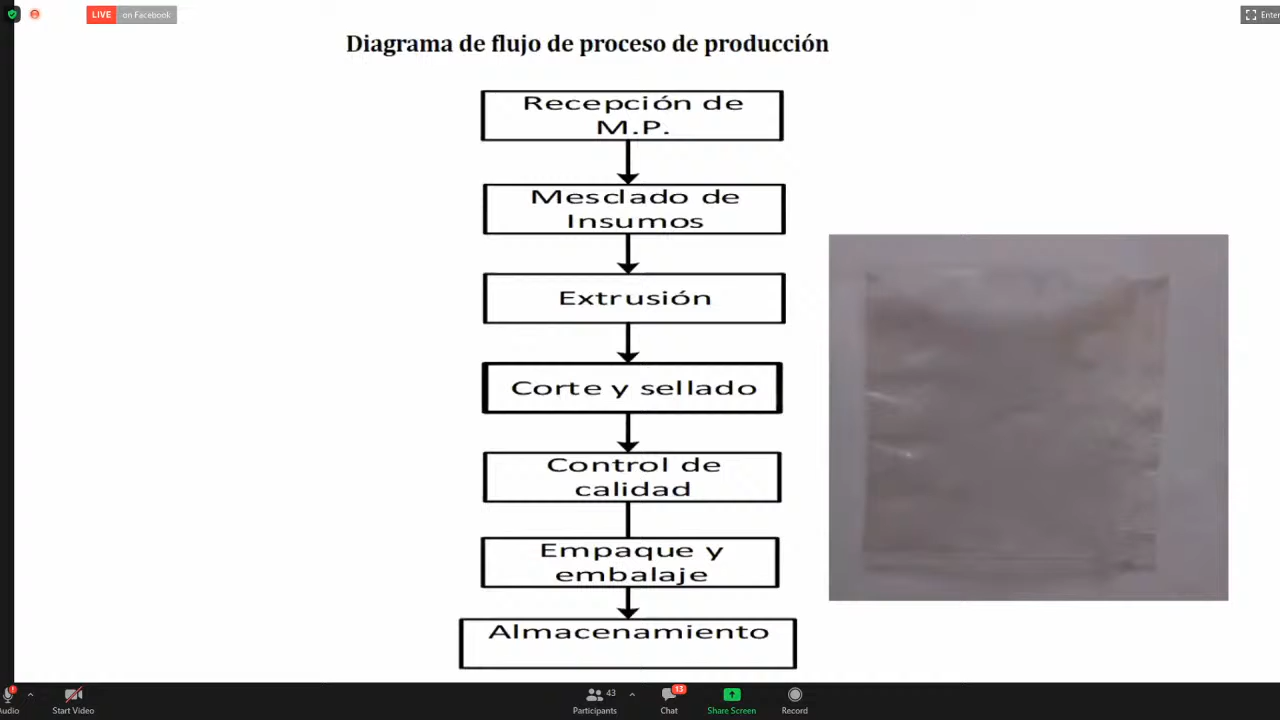 LIVE on Facebook
Enter
Diagrama de flujo de proceso de producción
Recepción de
M.P.
Mesclado de
Insumos
Extrusión
Corte y sellado
Control de
calidad
Empaque y
embalaje
Almacenamiento
Audio
Start Video
43
Participants
13
Chat
Share Screen
Record